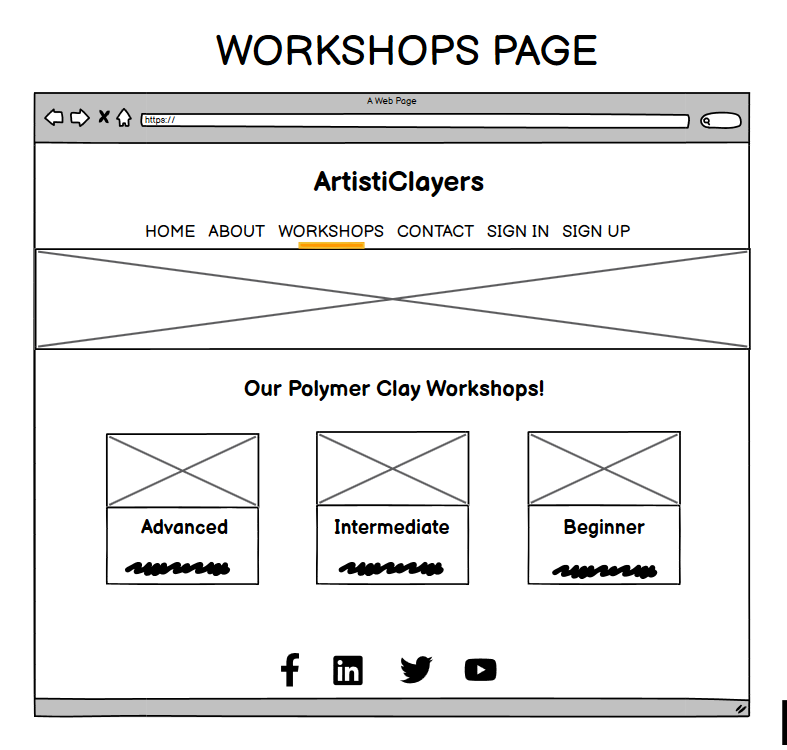 WORKSHOPS PAGE
A Web Page
https://
ArtistiClayers
HOME ABOUT WORKSHOPS CONTACT SIGN IN SIGN UP
Our Polymer Clay Workshops!
Advanced Intermediate Beginner
in